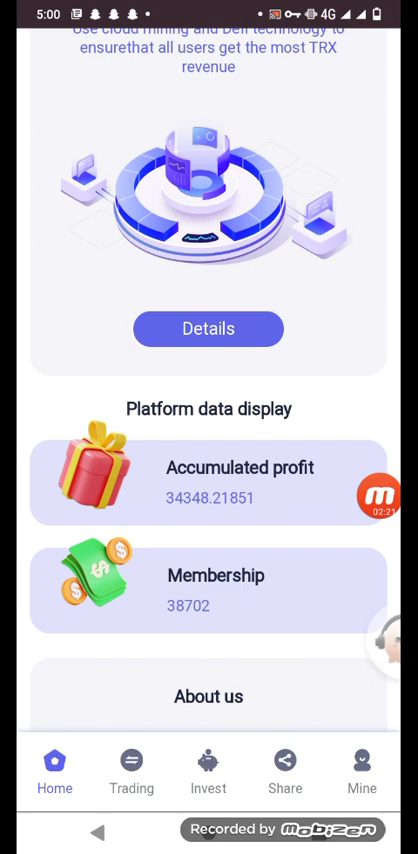 5:00
4G
Use cloud mining and Defi technology to
ensurethat all users get the most TRX
revenue
Details
Platform data display
Accumulated profit
34348.21851
02:21
Membership
38702
About us
Home Trading Invest Share Mine
Recorded by mobizen